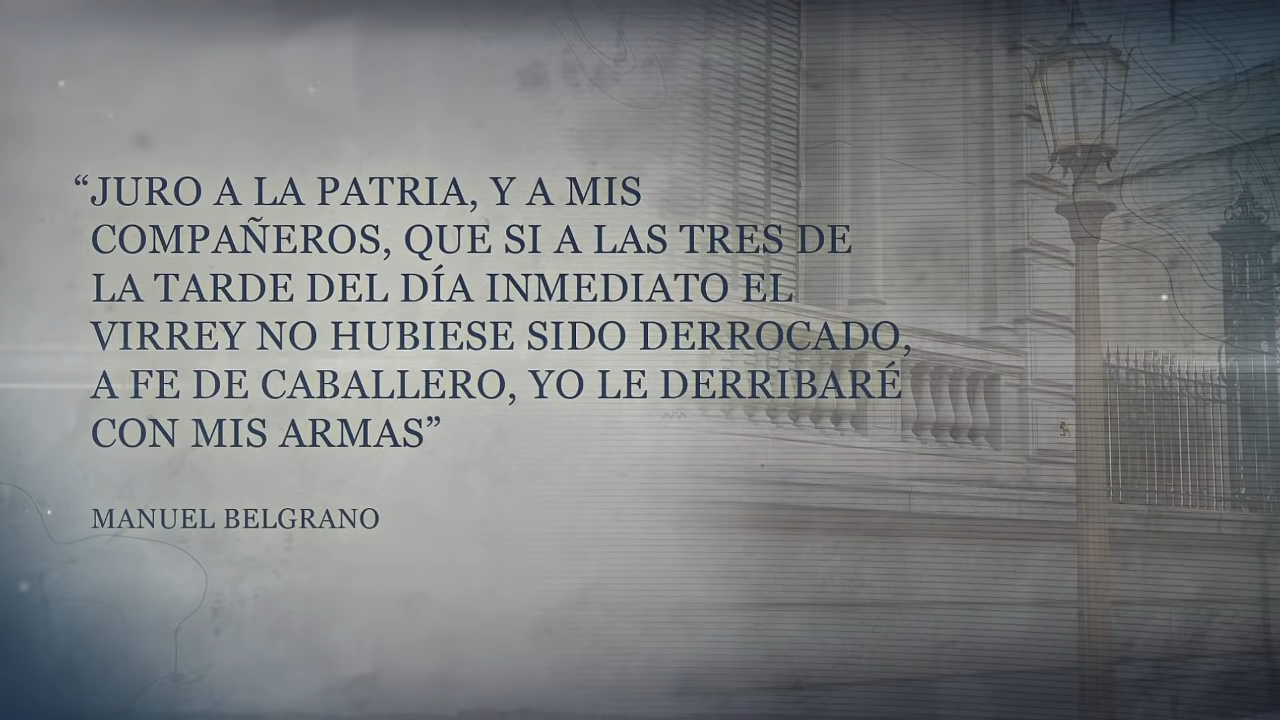 “JURO A LA PATRIA, Y A MIS
COMPAÑEROS, QUE SI A LAS TRES DE
LA TARDE DEL DÍA INMEDIATO EL
VIRREY NO HUBIESE SIDO DERROCADO,
A FE DE CABALLERO, YO LE DERRIBARÉ
CON MIS ARMAS”
MANUEL BELGRANO